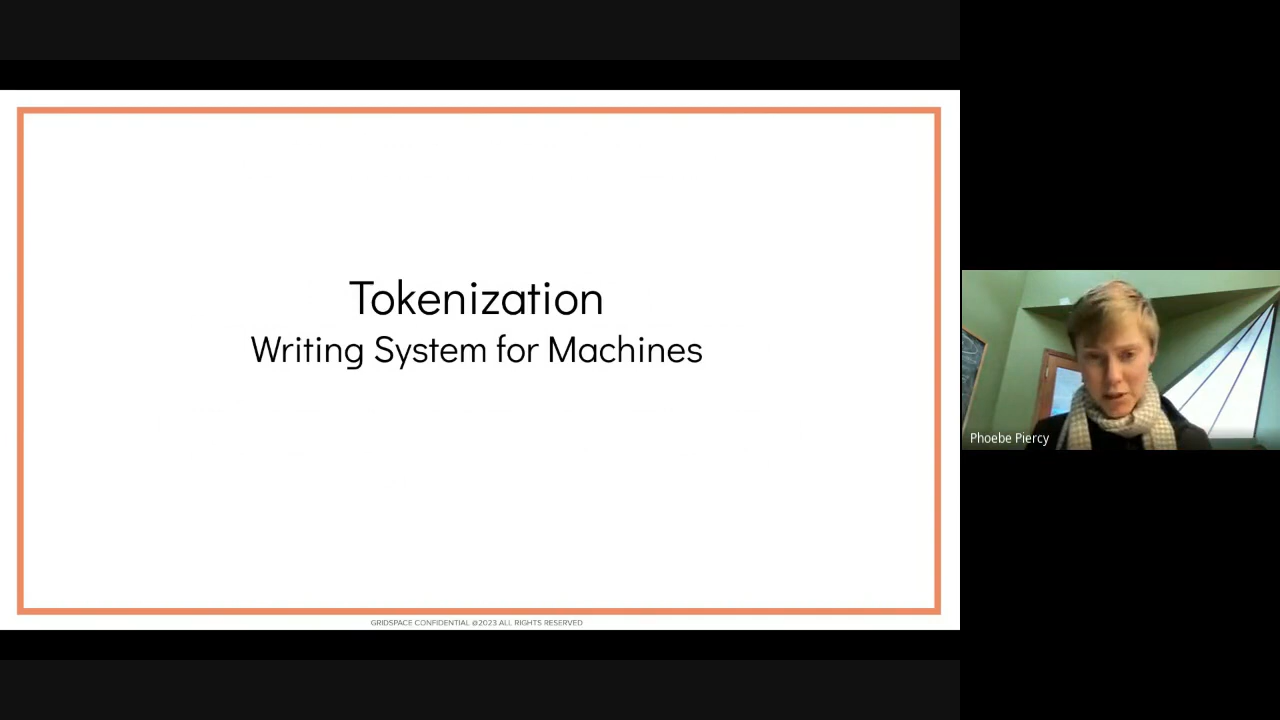 Tokenization
Writing System for Machines
GRIDSPACE CONFIDENTIAL @2023 ALL RIGHTS RESERVED
Phoebe Piercy